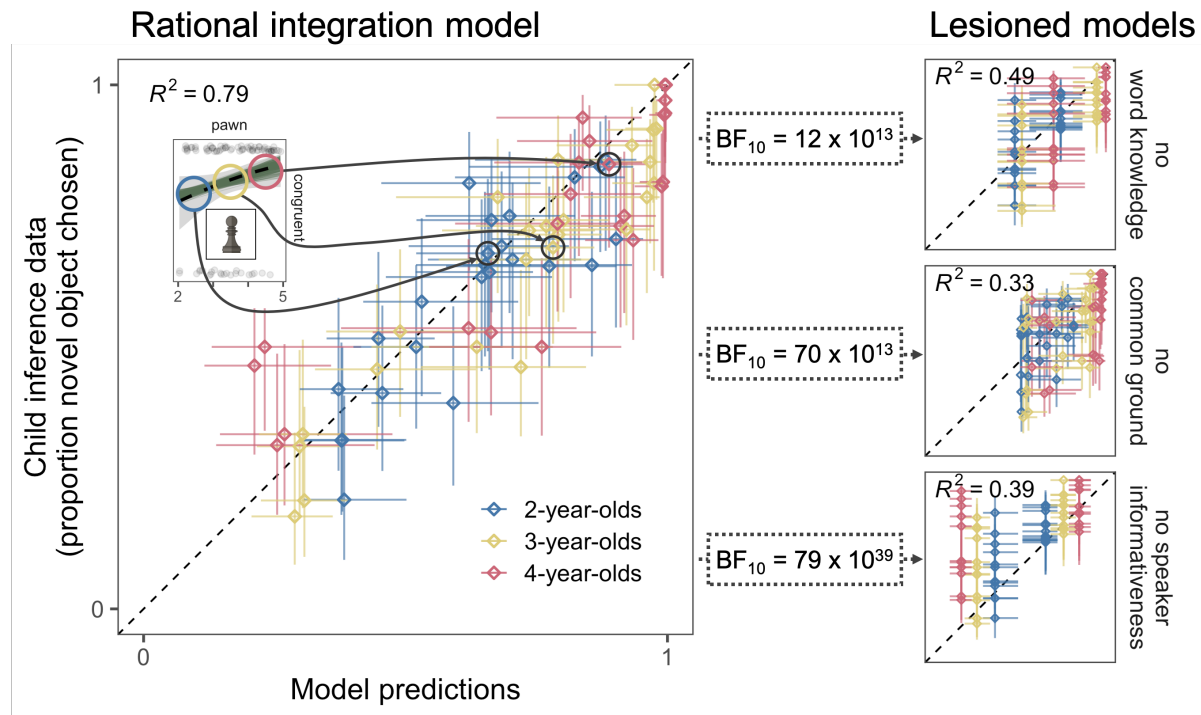 Rational integration model
Lesioned models
R² = 0.79
pawn
congruent
2
5
1
0
0
1
Child inference data
(proportion novel object chosen)
Model predictions
2-year-olds
3-year-olds
4-year-olds
BF₁₀ = 12 x 10¹³
BF₁₀ = 70 x 10¹³
BF₁₀ = 79 x 10³⁹
R² = 0.49
no
word knowledge
R² = 0.33
no
common ground
R² = 0.39
no speaker
informativeness